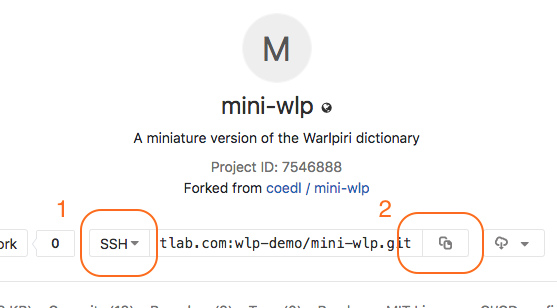 M
mini-wlp
A miniature version of the Warlpiri dictionary
Project ID: 7546888
Forked from coedl / mini-wlp
1 2
ork 0 SSH tlab.com:wlp-demo/mini-wlp.git